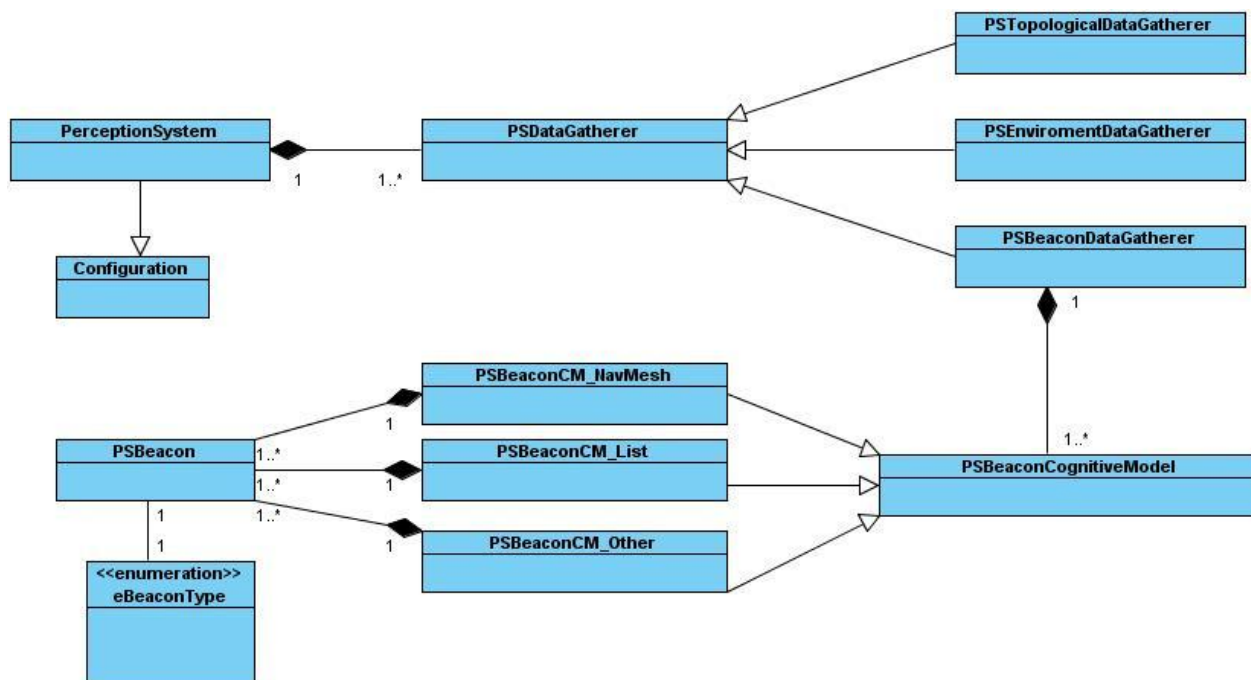 PSTopologicalDataGatherer
PerceptionSystem
PSDataGatherer
PSEnviromentDataGatherer
1
1..*
PSBeaconDataGatherer
Configuration
1
PSBeaconCM_NavMesh
1
PSBeacon
1..*
PSBeaconCM_List
1..*
PSBeaconCognitiveModel
1..*
1
1..*
1
1
PSBeaconCM_Other
1
<<enumeration>>
eBeaconType